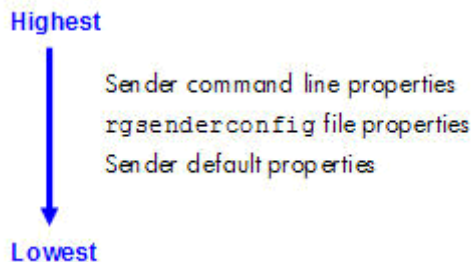 Highest
Sender command line properties
rgsenderconfig file properties
Sender default properties
Lowest